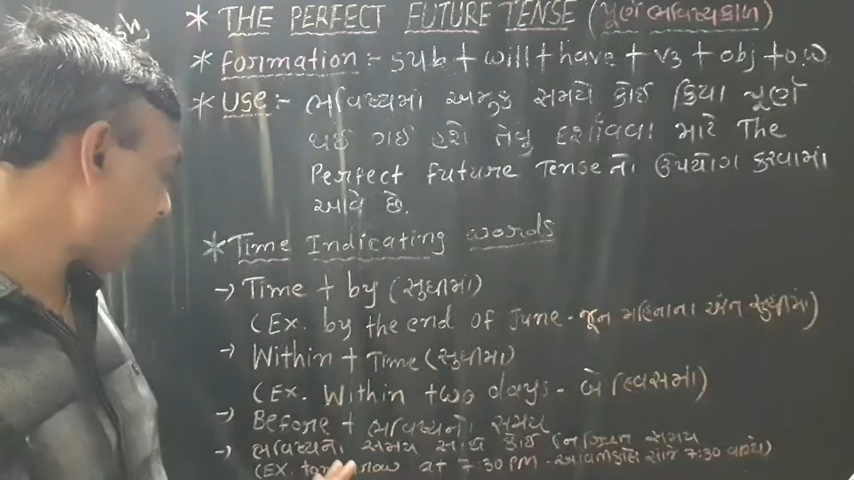 * THE PERFECT FUTURE TENSE (પૂર્ણ ભવિષ્યકાળ)
* Formation :- sub + will + have + v3 + obj + o.w
* USE :- ભવિષ્યમાં અમુક સમયે કોઈ ક્રિયા પૂર્ણ
થઈ ગઈ હશે તેવુ દર્શાવવા માટે The
Perfect Future Tense નો ઉપયોગ કરવામાં
આવે છે.
* Time Indicating words
→ Time + by (સુધીમાં)
(Ex. by the end of June - જૂન મહિનાના અંત સુધીમાં)
→ Within + Time (સુધીમાં)
(Ex. Within two days - બે દિવસમાં)
→ Before + ભવિષ્યનો સમય
→ ભવિષ્યના સમય સાથે કોઈ નિશ્ચિત સમય
(Ex. at 7:30 PM - આવતીકાલે સાંજે 7:30 વાગ્યે)